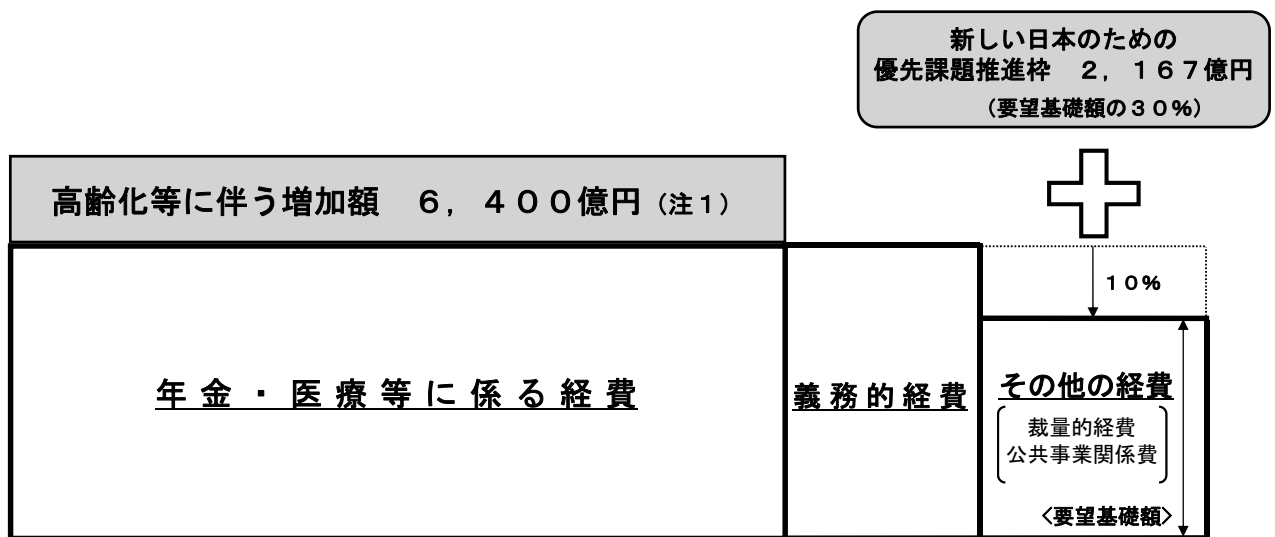 新しい日本のための
優先課題推進枠　２，１６７億円
（要望基礎額の３０％）
高齢化等に伴う増加額　６，４００億円（注１）
１０％
年金・医療等に係る経費
義務的経費
その他の経費
裁量的経費
公共事業関係費
〈要望基礎額〉